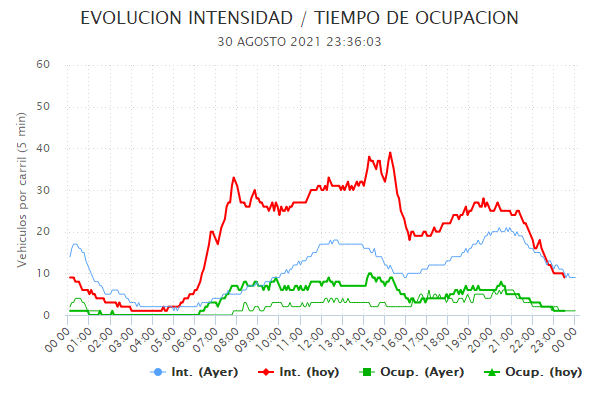 EVOLUCION INTENSIDAD / TIEMPO DE OCUPACION
30 AGOSTO 2021 23:36:03
Vehiculos por carril (5 min)
60
50
40
30
20
10
0
00:00 01:00 02:00 03:00 04:00 05:00 06:00 07:00 08:00 09:00 10:00 11:00 12:00 13:00 14:00 15:00 16:00 17:00 18:00 19:00 20:00 21:00 22:00 23:00 00:00
Int. (Ayer) Int. (hoy) Ocup. (Ayer) Ocup. (hoy)